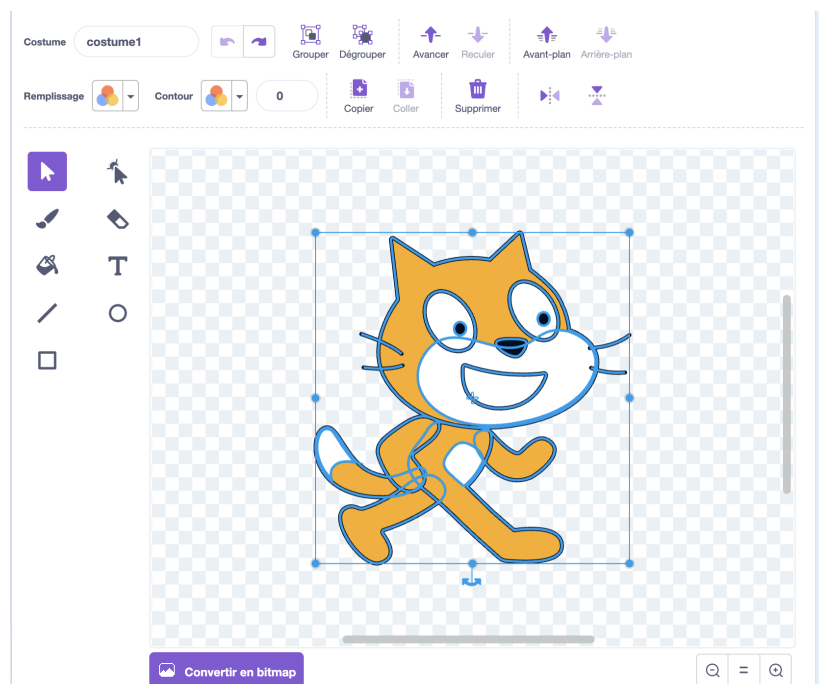 Costume costume1
Grouper Dégrouper Avancer Reculer Avant-plan Arrière-plan
Remplissage Contour 0
Copier Coller Supprimer
T
Convertir en bitmap